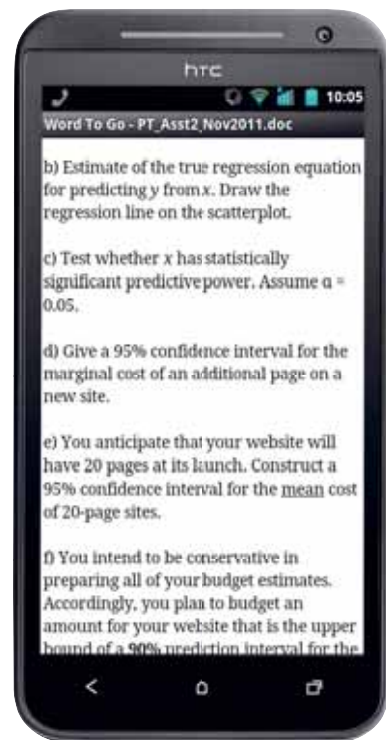 hTC
10:05
Word To Go - PT_Asst2_Nov2011.doc
b) Estimate of the true regression equation
for predicting y from x. Draw the
regression line on the scatterplot.
c) Test whether x has statistically
significant predictive power. Assume α =
0.05.
d) Give a 95% confidence interval for the
marginal cost of an additional page on a
new site.
e) You anticipate that your website will
have 20 pages at its launch. Construct a
95% confidence interval for the mean cost
of 20-page sites.
f) You intend to be conservative in
preparing all of your budget estimates.
Accordingly, you plan to budget an
amount for your website that is the upper
bound of a 90% prediction interval for the